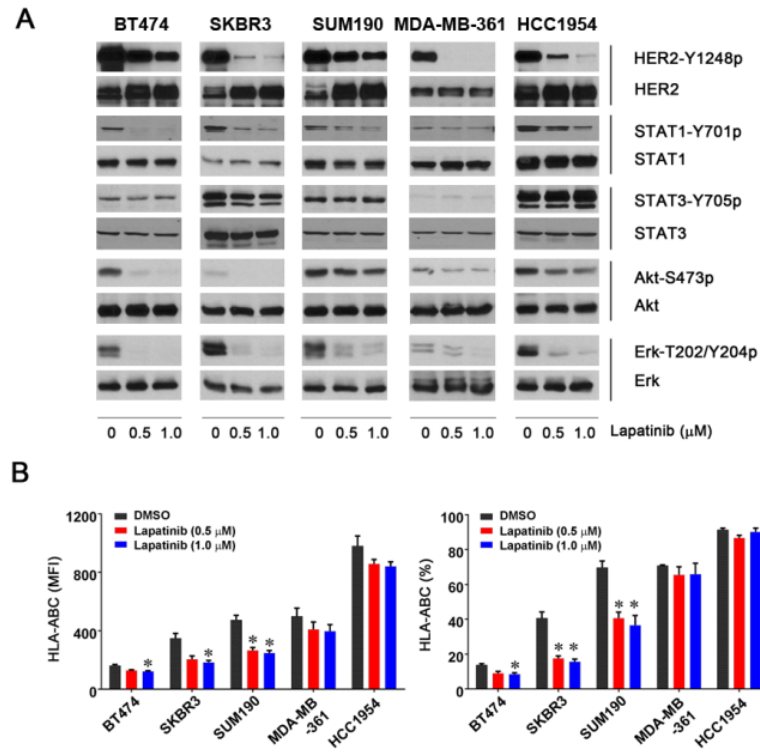 A
BT474 SKBR3 SUM190 MDA-MB-361 HCC1954
HER2-Y1248p
HER2
STAT1-Y701p
STAT1
STAT3-Y705p
STAT3
Akt-S473p
Akt
Erk-T202/Y204p
Erk
0 0.5 1.0 0 0.5 1.0 0 0.5 1.0 0 0.5 1.0 0 0.5 1.0 Lapatinib (μM)
B
HLA-ABC (MFI)
1200
800
400
0
DMSO
Lapatinib (0.5 μM)
Lapatinib (1.0 μM)
* * * *
BT474 SKBR3 SUM190 MDA-MB
-361 HCC1954
HLA-ABC (%)
100
80
60
40
20
0
DMSO
Lapatinib (0.5 μM)
Lapatinib (1.0 μM)
* * * * *
BT474 SKBR3 SUM190 MDA-MB
-361 HCC1954